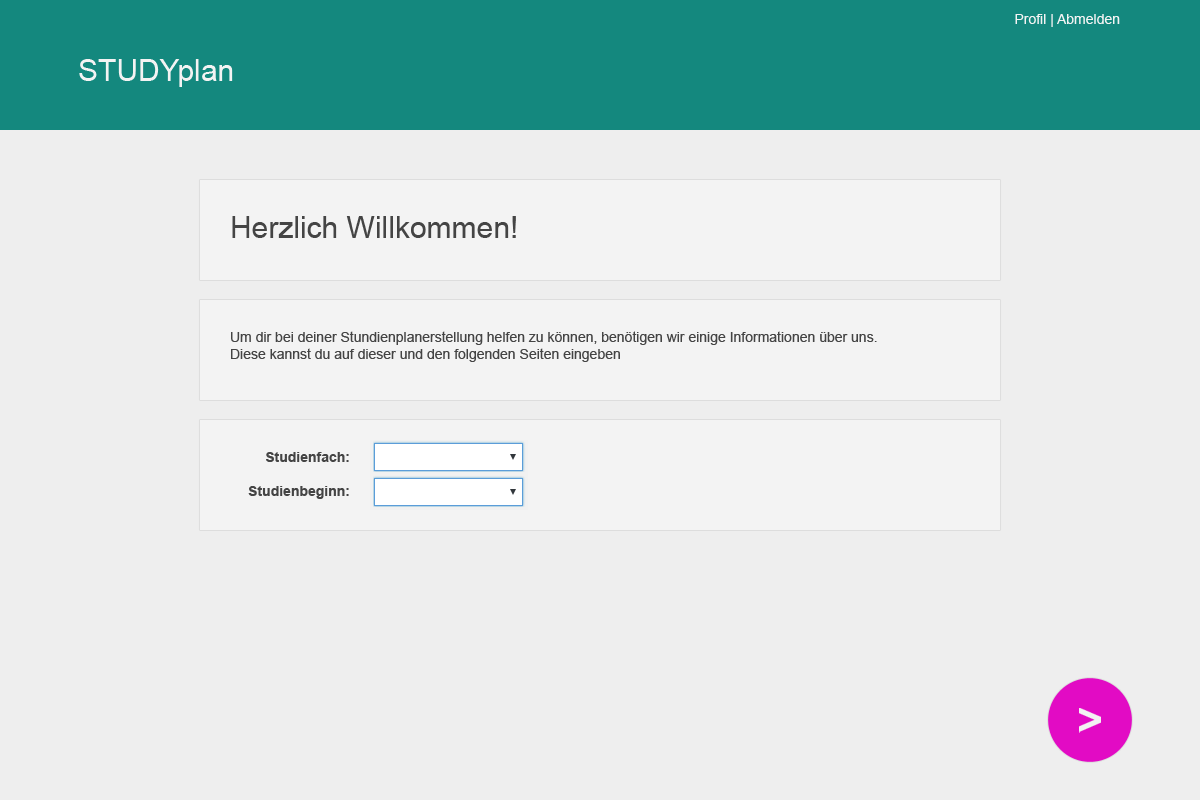 Profil | Abmelden
STUDYplan
Herzlich Willkommen!
Um dir bei deiner Stundienplanerstellung helfen zu können, benötigen wir einige Informationen über uns.
Diese kannst du auf dieser und den folgenden Seiten eingeben
Studienfach:
Studienbeginn:
>